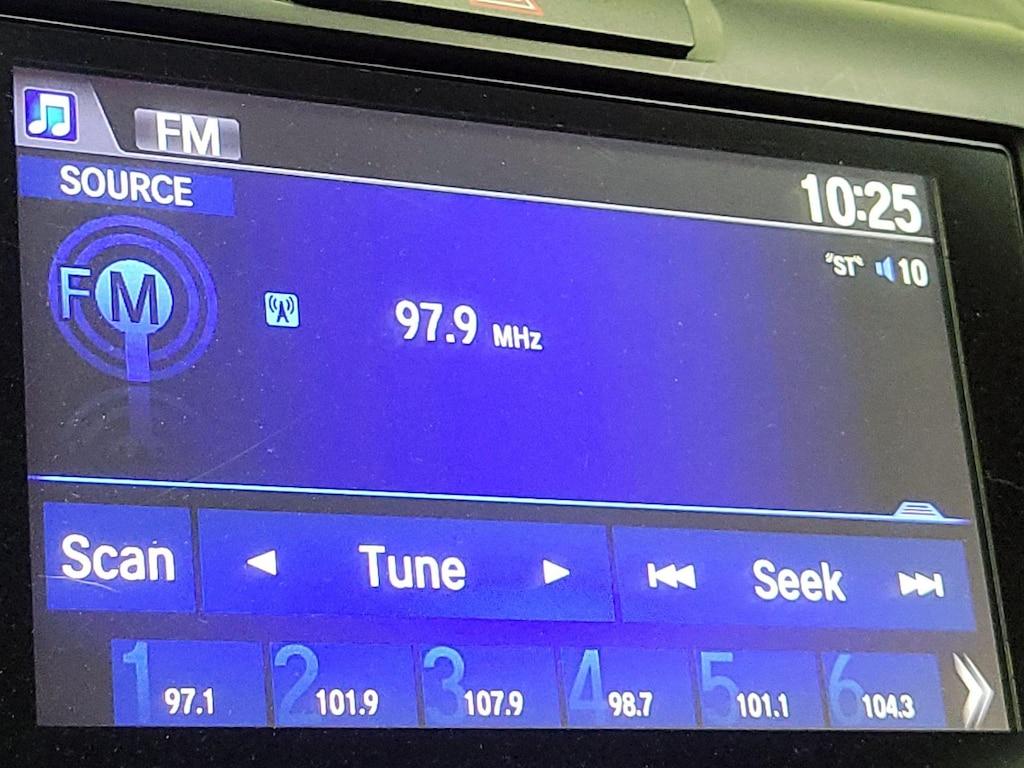 FM
SOURCE
10:25
"ST" 10
FM
97.9 MHz
Scan
Tune
Seek
1 97.1
2 101.9
3 107.9
4 98.7
5 101.1
6 104.3